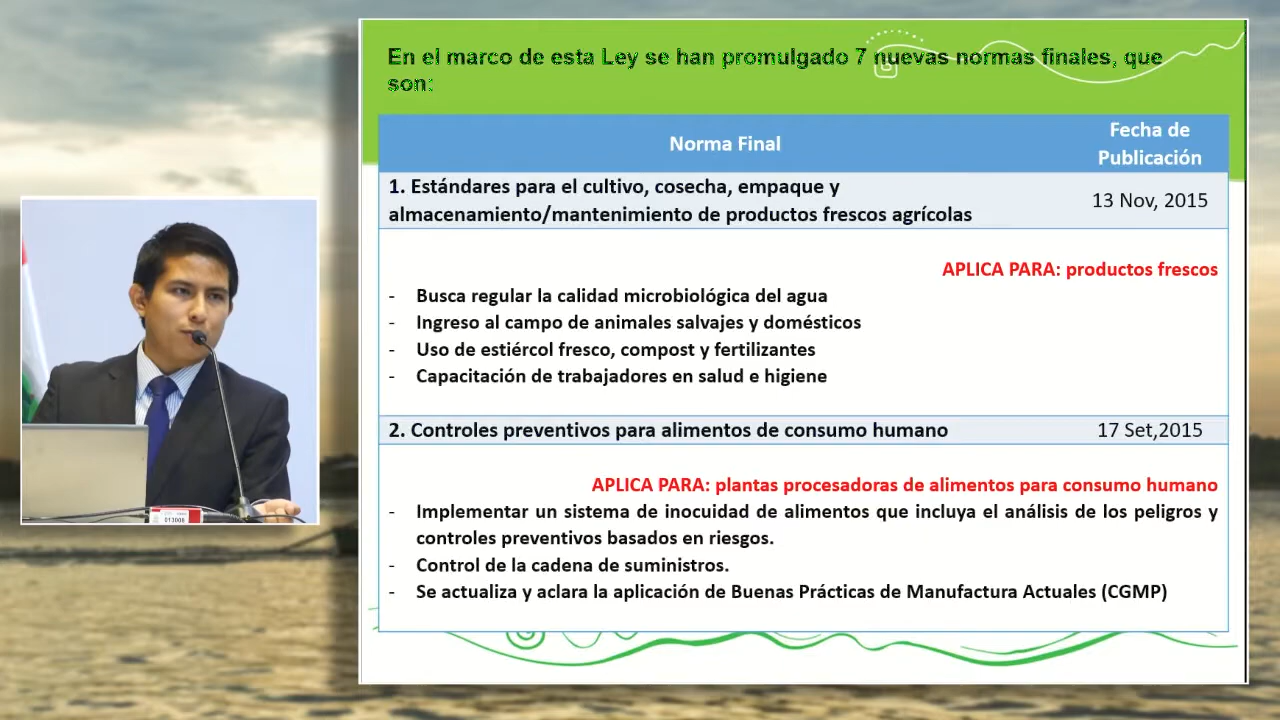 En el marco de esta Ley se han promulgado 7 nuevas normas finales, que
son:
Norma Final
Fecha de
Publicación
1. Estándares para el cultivo, cosecha, empaque y
almacenamiento/mantenimiento de productos frescos agrícolas
13 Nov, 2015
APLICA PARA: productos frescos
- Busca regular la calidad microbiológica del agua
- Ingreso al campo de animales salvajes y domésticos
- Uso de estiércol fresco, compost y fertilizantes
- Capacitación de trabajadores en salud e higiene
2. Controles preventivos para alimentos de consumo humano
17 Set,2015
APLICA PARA: plantas procesadoras de alimentos para consumo humano
- Implementar un sistema de inocuidad de alimentos que incluya el análisis de los peligros y
controles preventivos basados en riesgos.
- Control de la cadena de suministros.
- Se actualiza y aclara la aplicación de Buenas Prácticas de Manufactura Actuales (CGMP)